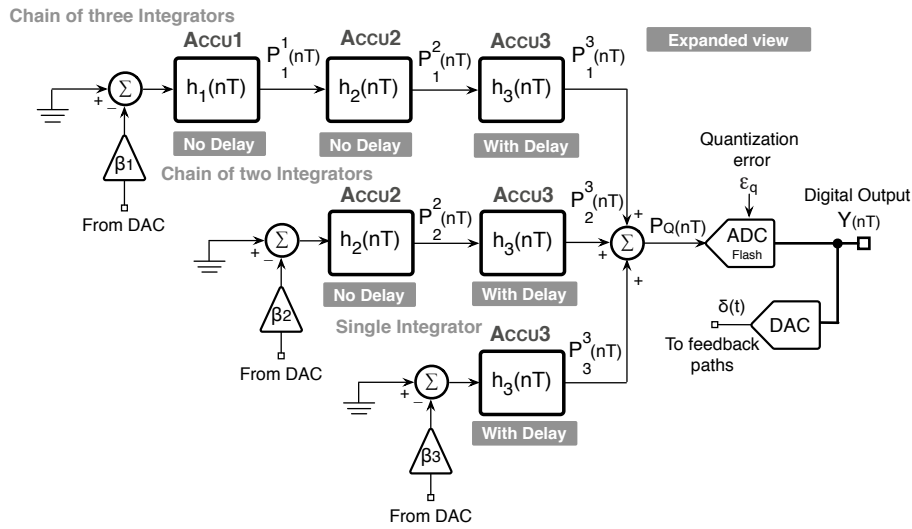 Chain of three Integrators
ACCU1
ACCU2
ACCU3
Expanded view
P¹₁(nT)
P²₁(nT)
P³₁(nT)
+
−
Σ
h₁(nT)
h₂(nT)
h₃(nT)
No Delay
No Delay
With Delay
β1
From DAC
Quantization
error
εq
Chain of two Integrators
ACCU2
ACCU3
P²₂(nT)
P³₂(nT)
Digital Output
Y(nT)
+
−
Σ
h₂(nT)
h₃(nT)
+
+
+
Σ
PQ(nT)
ADC
Flash
No Delay
With Delay
β2
From DAC
δ(t)
DAC
To feedback
paths
Single Integrator
ACCU3
P³₃(nT)
+
−
Σ
h₃(nT)
With Delay
β3
From DAC